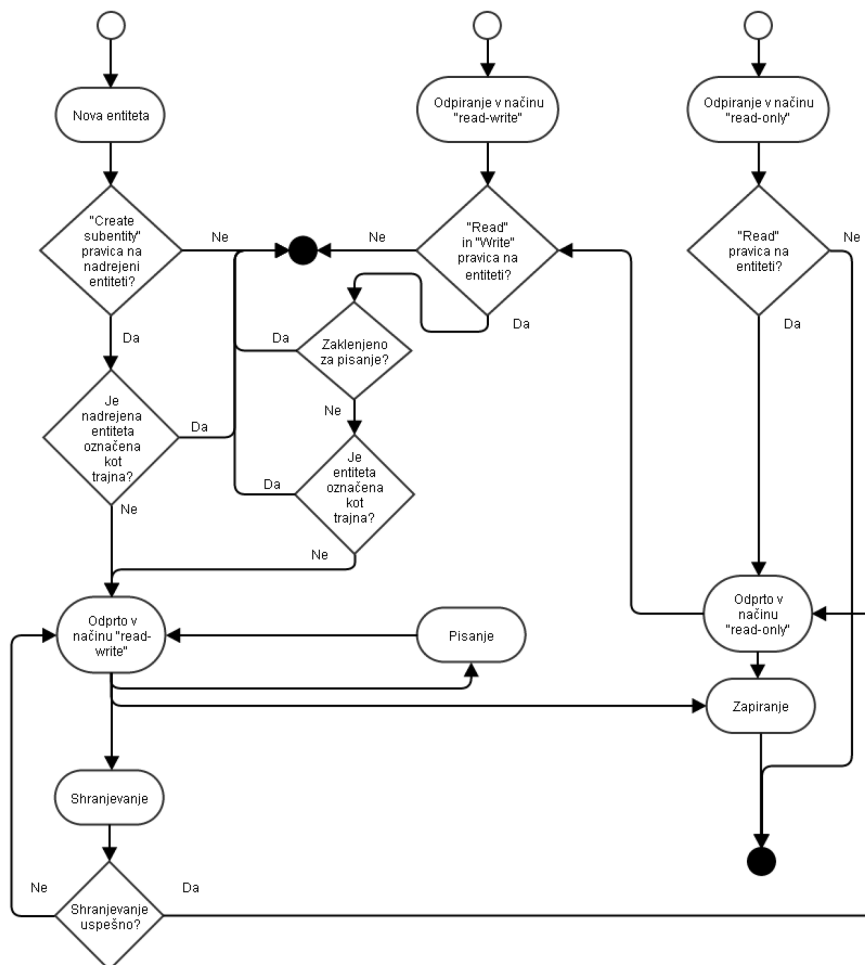 Nova entiteta
Odpiranje v načinu
"read-write"
Odpiranje v načinu
"read-only"
"Create
subentity"
pravica na
nadrejeni
entiteti?
Ne
Ne
"Read"
in "Write"
pravica na
entiteti?
"Read"
pravica na
entiteti?
Ne
Da
Da
Da
Da
Zaklenjeno
za pisanje?
Ne
Je
nadrejena
entiteta
označena
kot
trajna?
Da
Da
Je
entiteta
označena
kot
trajna?
Ne
Ne
Odprto v
načinu "read-
write"
Pisanje
Odprto v
načinu
"read-only"
Zapiranje
Shranjevanje
Ne
Da
Shranjevanje
uspešno?